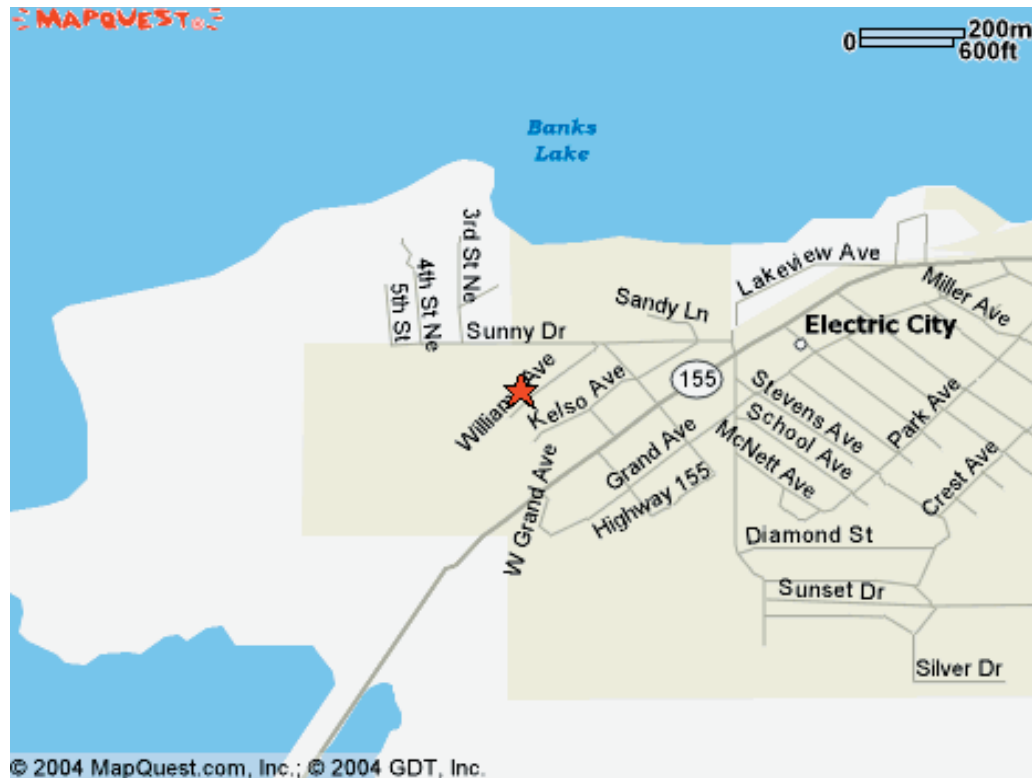 MAPQUEST
200m
0
600ft
Banks
Lake
3rd St Ne
4th St Ne
5th St
Sunny Dr
Sandy Ln
Lakeview Ave
Miller Ave
Electric City
155
William Ave
Kelso Ave
Stevens Ave
School Ave
McNett Ave
Park Ave
Crest Ave
Grand Ave
Highway 155
W Grand Ave
Diamond St
Sunset Dr
Silver Dr
© 2004 MapQuest.com, Inc.; © 2004 GDT, Inc.